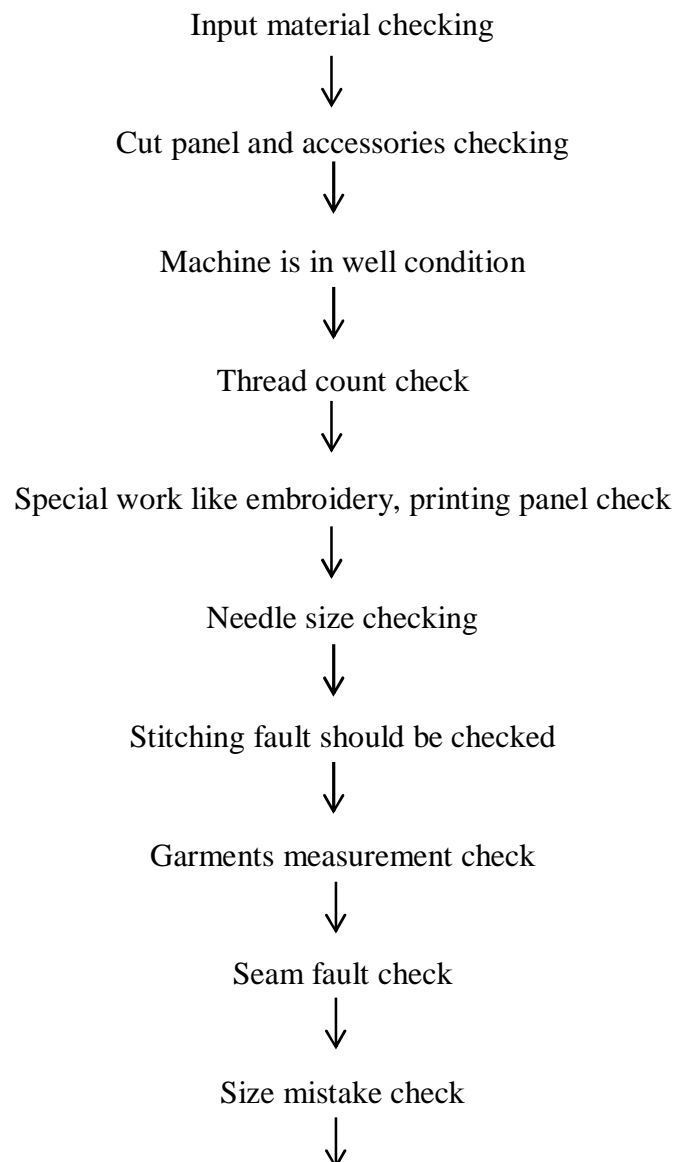 Input material checking
Cut panel and accessories checking
Machine is in well condition
Thread count check
Special work like embroidery, printing panel check
Needle size checking
Stitching fault should be checked
Garments measurement check
Seam fault check
Size mistake check